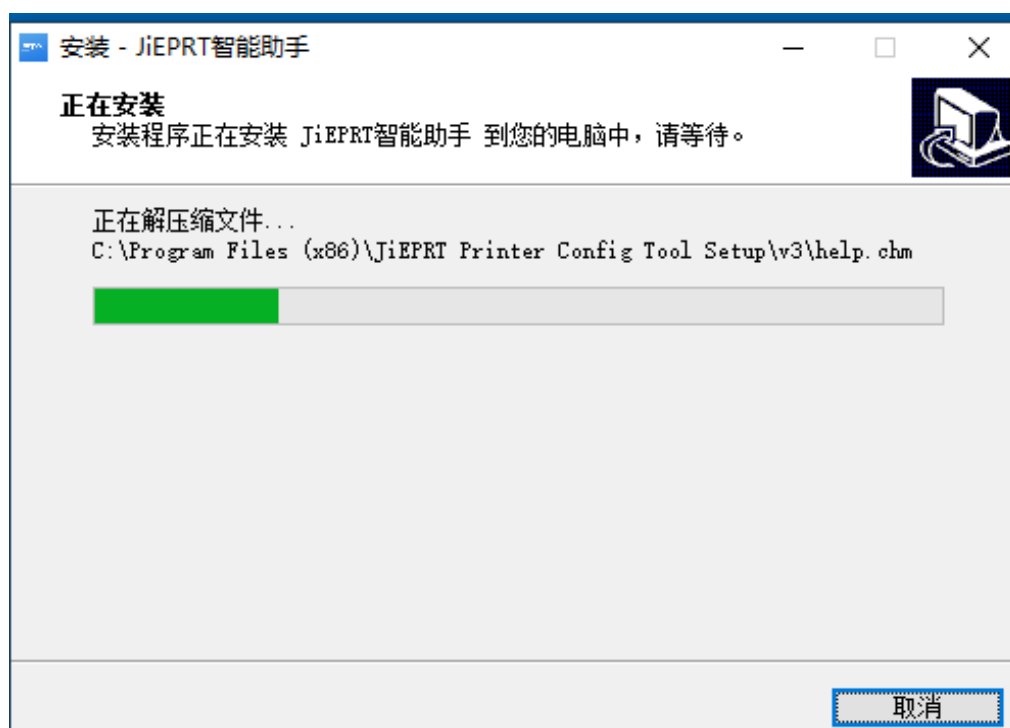 安装 - JiEPRT智能助手
正在安装
安装程序正在安装 JiEPRT智能助手 到您的电脑中，请等待。
正在解压缩文件...
C:\Program Files (x86)\JiEPRT Printer Config Tool Setup\v3\help.chm
取消